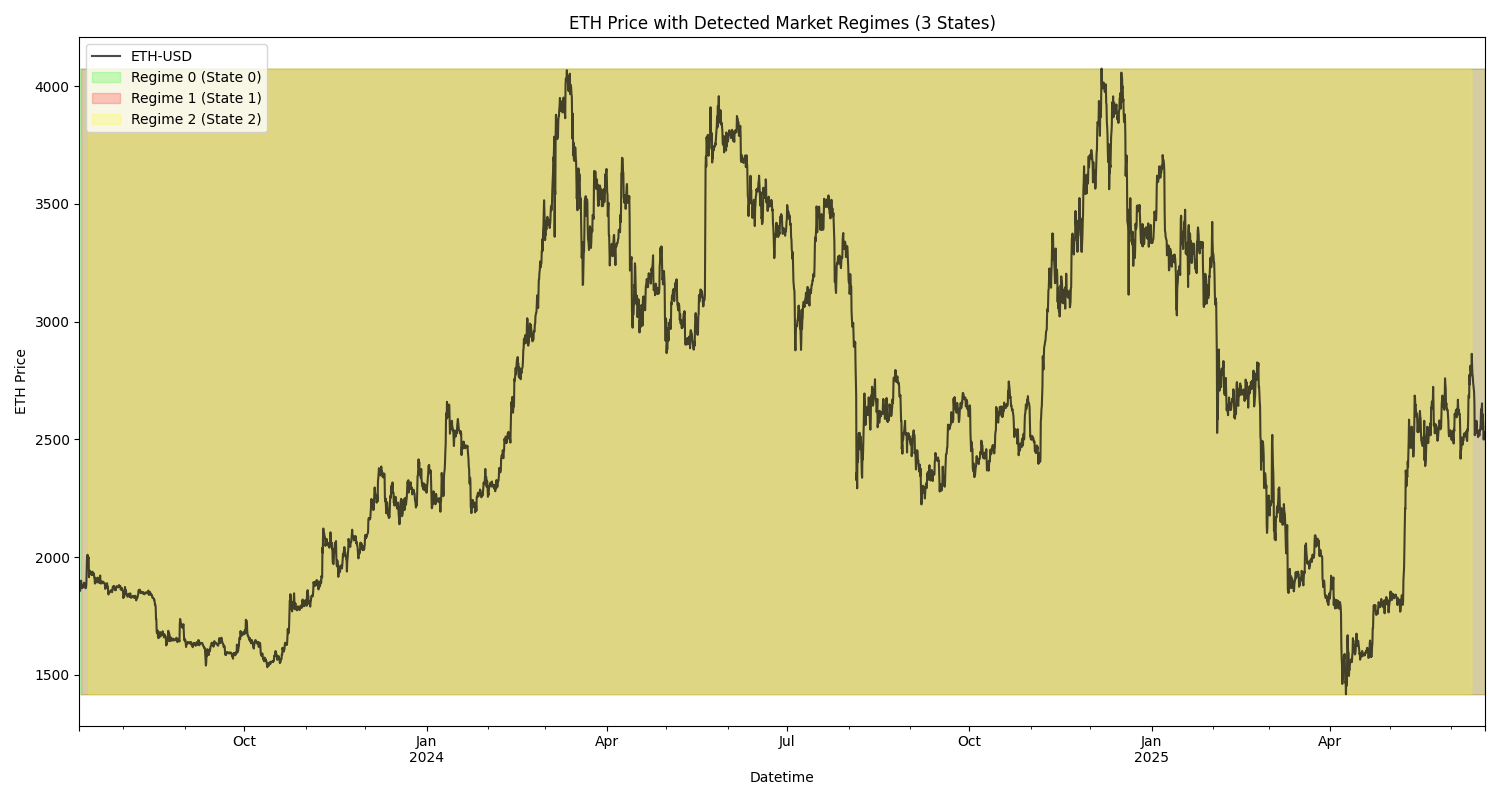 ETH Price with Detected Market Regimes (3 States)
ETH-USD
Regime 0 (State 0)
Regime 1 (State 1)
Regime 2 (State 2)
4000
3500
3000
2500
2000
1500
ETH Price
Oct
Jan
2024
Apr
Jul
Oct
Jan
2025
Apr
Datetime